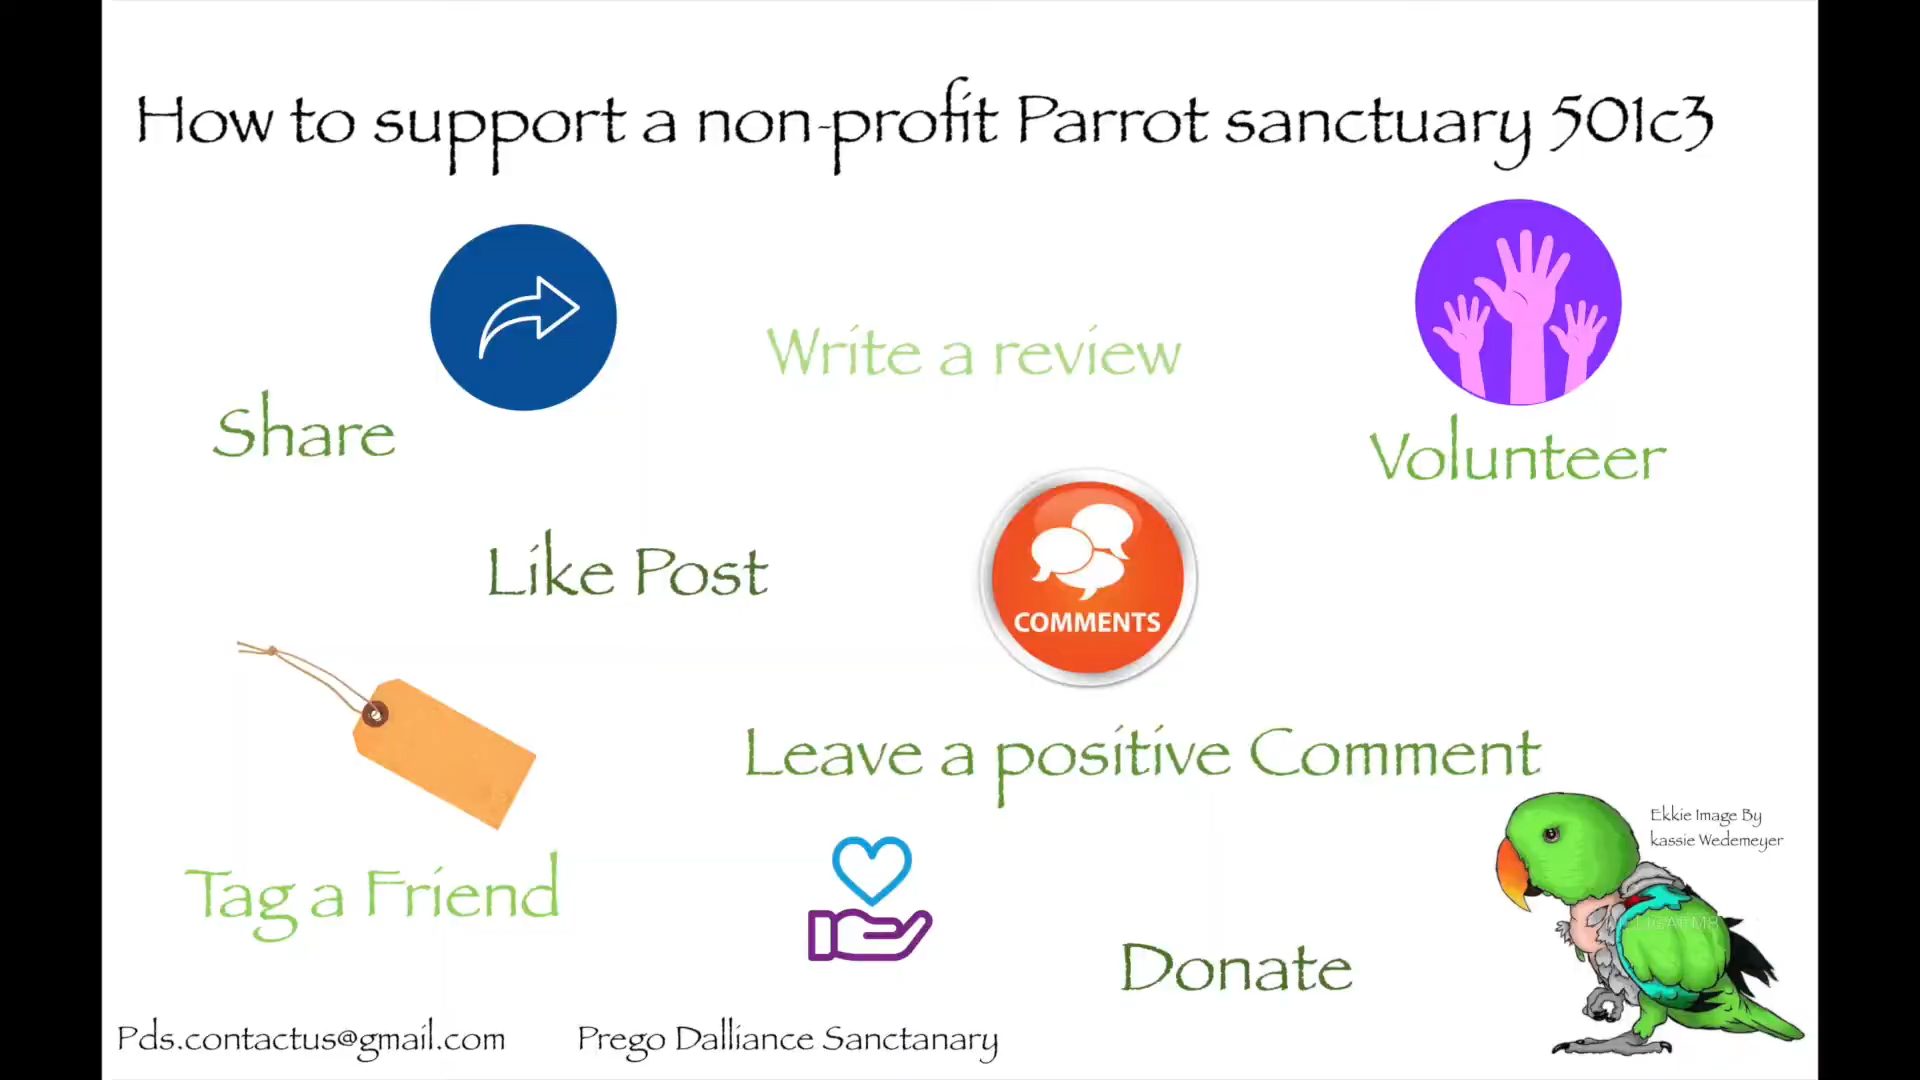 How to support a non-profit Parrot sanctuary 501c3
Write a review
Share
Volunteer
Like Post
COMMENTS
Leave a positive Comment
Ekkie Image By
kassie Wedemeyer
Tag a Friend
Donate
Pds.contactus@gmail.com
Prego Dalliance Sanctanary